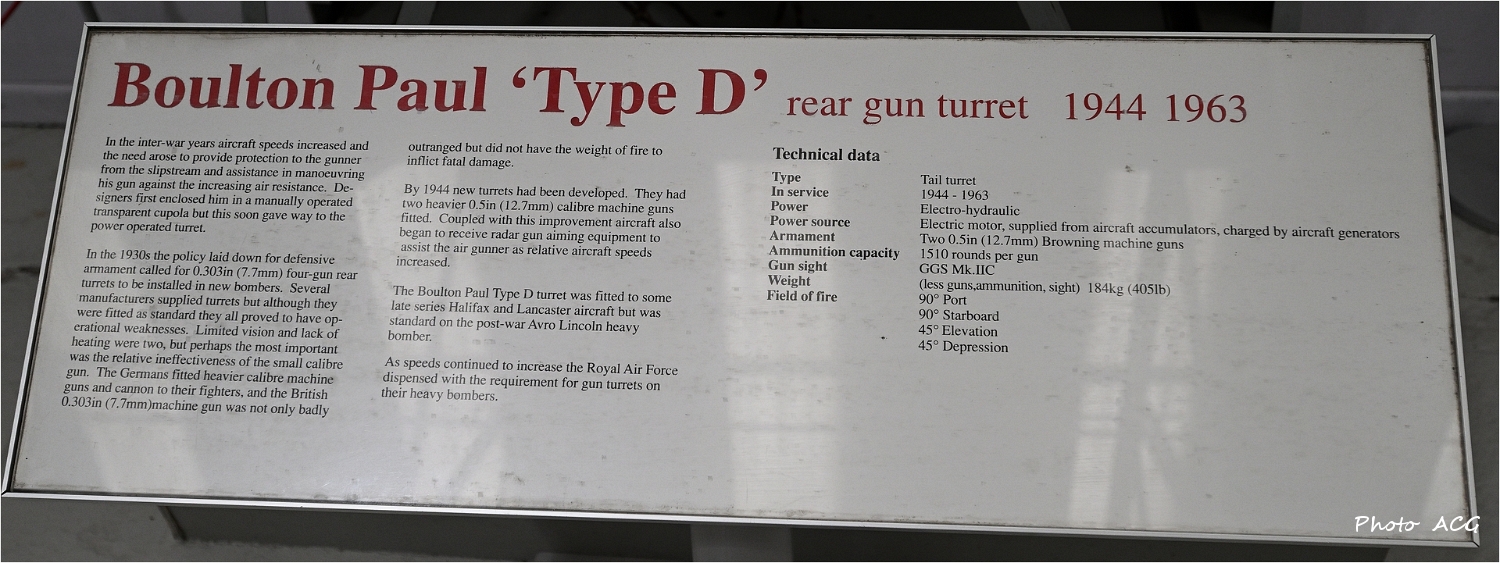 Boulton Paul ‘Type D’ rear gun turret 1944 1963
In the inter-war years aircraft speeds increased and
the need arose to provide protection to the gunner
from the slipstream and assistance in manoeuvring
his gun against the increasing air resistance. De-
signers first enclosed him in a manually operated
transparent cupola but this soon gave way to the
power operated turret.
In the 1930s the policy laid down for defensive
armament called for 0.303in (7.7mm) four-gun rear
turrets to be installed in new bombers. Several
manufacturers supplied turrets but although they
were fitted as standard they all proved to have op-
erational weaknesses. Limited vision and lack of
heating were two, but perhaps the most important
was the relative ineffectiveness of the small calibre
gun. The Germans fitted heavier calibre machine
guns and cannon to their fighters, and the British
0.303in (7.7mm)machine gun was not only badly
outranged but did not have the weight of fire to
inflict fatal damage.
By 1944 new turrets had been developed. They had
two heavier 0.5in (12.7mm) calibre machine guns
fitted. Coupled with this improvement aircraft also
began to receive radar gun aiming equipment to
assist the air gunner as relative aircraft speeds
increased.
The Boulton Paul Type D turret was fitted to some
late series Halifax and Lancaster aircraft but was
standard on the post-war Avro Lincoln heavy
bomber.
As speeds continued to increase the Royal Air Force
dispensed with the requirement for gun turrets on
their heavy bombers.
Technical data
Type Tail turret
In service 1944 - 1963
Power Electro-hydraulic
Power source Electric motor, supplied from aircraft accumulators, charged by aircraft generators
Armament Two 0.5in (12.7mm) Browning machine guns
Ammunition capacity 1510 rounds per gun
Gun sight GGS Mk.IIC
Weight (less guns,ammunition, sight) 184kg (405lb)
Field of fire 90° Port
90° Starboard
45° Elevation
45° Depression
Photo ACG